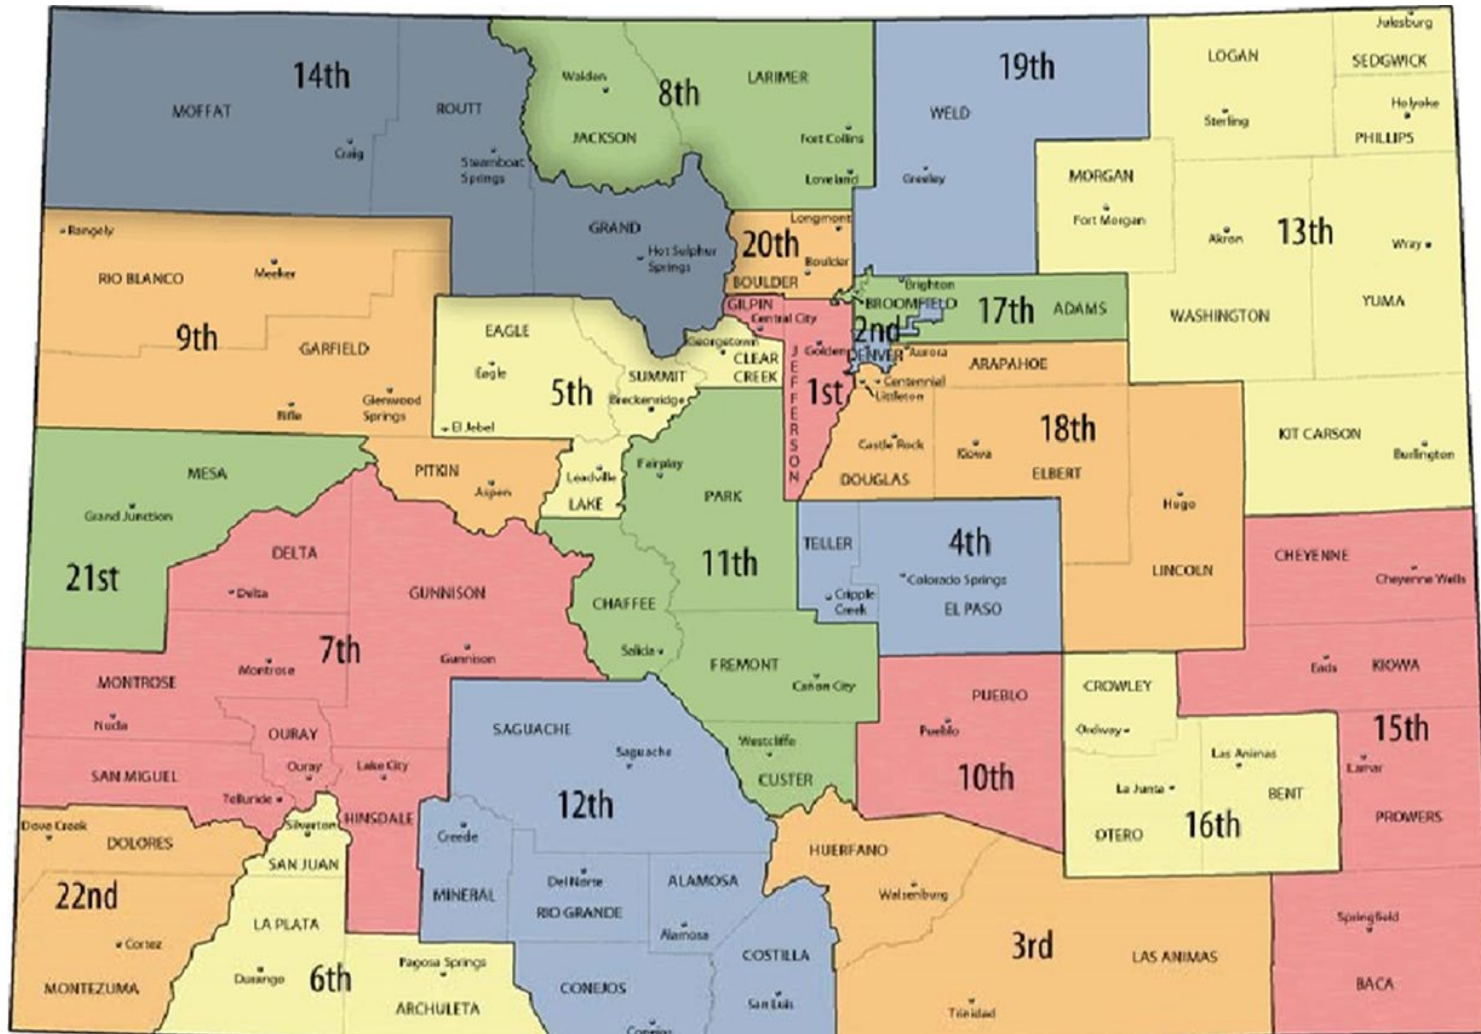 14th
MOFFAT
Craig
ROUTT
Steamboat
Springs
GRAND
Hot Sulphur
Springs
8th
Walden
JACKSON
LARIMER
Fort Collins
Loveland
19th
WELD
Greeley
LOGAN
Sterling
Julesburg
SEDGWICK
Holyoke
PHILLIPS
MORGAN
Fort Morgan
13th
Akron
WASHINGTON
Wray
YUMA
KIT CARSON
Burlington
Rangely
RIO BLANCO
Meeker
9th
GARFIELD
Rifle
Glenwood
Springs
PITKIN
Aspen
EAGLE
Eagle
El Jebel
5th
SUMMIT
Breckenridge
Georgetown
CLEAR
CREEK
Leadville
LAKE
Longmont
20th
Boulder
BOULDER
GILPIN
Central City
Golden
JEFFERSON
1st
2nd
DENVER
BROOMFIELD
Brighton
17th
ADAMS
Aurora
ARAPAHOE
Centennial
Littleton
18th
Castle Rock
DOUGLAS
Kiowa
ELBERT
Hugo
LINCOLN
MESA
Grand Junction
21st
DELTA
Delta
GUNNISON
Gunnison
7th
Montrose
MONTROSE
Nucla
OURAY
Ouray
SAN MIGUEL
Telluride
Lake City
HINSDALE
Fairplay
PARK
11th
CHAFFEE
Salida
FREMONT
Cañon City
Westcliffe
CUSTER
TELLER
Cripple
Creek
4th
Colorado Springs
EL PASO
CHEYENNE
Cheyenne Wells
Eads
KIOWA
15th
Lamar
PROWERS
Springfield
BACA
PUEBLO
Pueblo
10th
CROWLEY
Ordway
Las Animas
La Junta
BENT
OTERO
16th
SAGUACHE
Saguache
12th
Creede
MINERAL
Del Norte
RIO GRANDE
ALAMOSA
Alamosa
CONEJOS
Conejos
COSTILLA
San Luis
HUERFANO
Walsenburg
3rd
LAS ANIMAS
Trinidad
Dove Creek
DOLORES
22nd
Cortez
MONTEZUMA
Silverton
SAN JUAN
LA PLATA
Durango
6th
Pagosa Springs
ARCHULETA